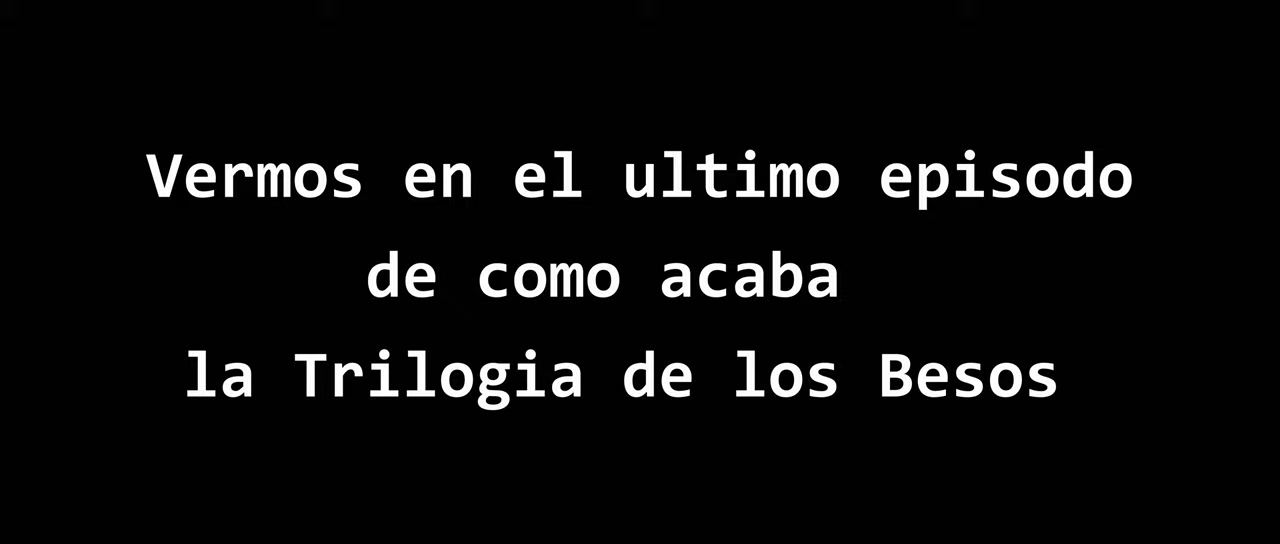 Vermos en el ultimo episodo
de como acaba
la Trilogia de los Besos